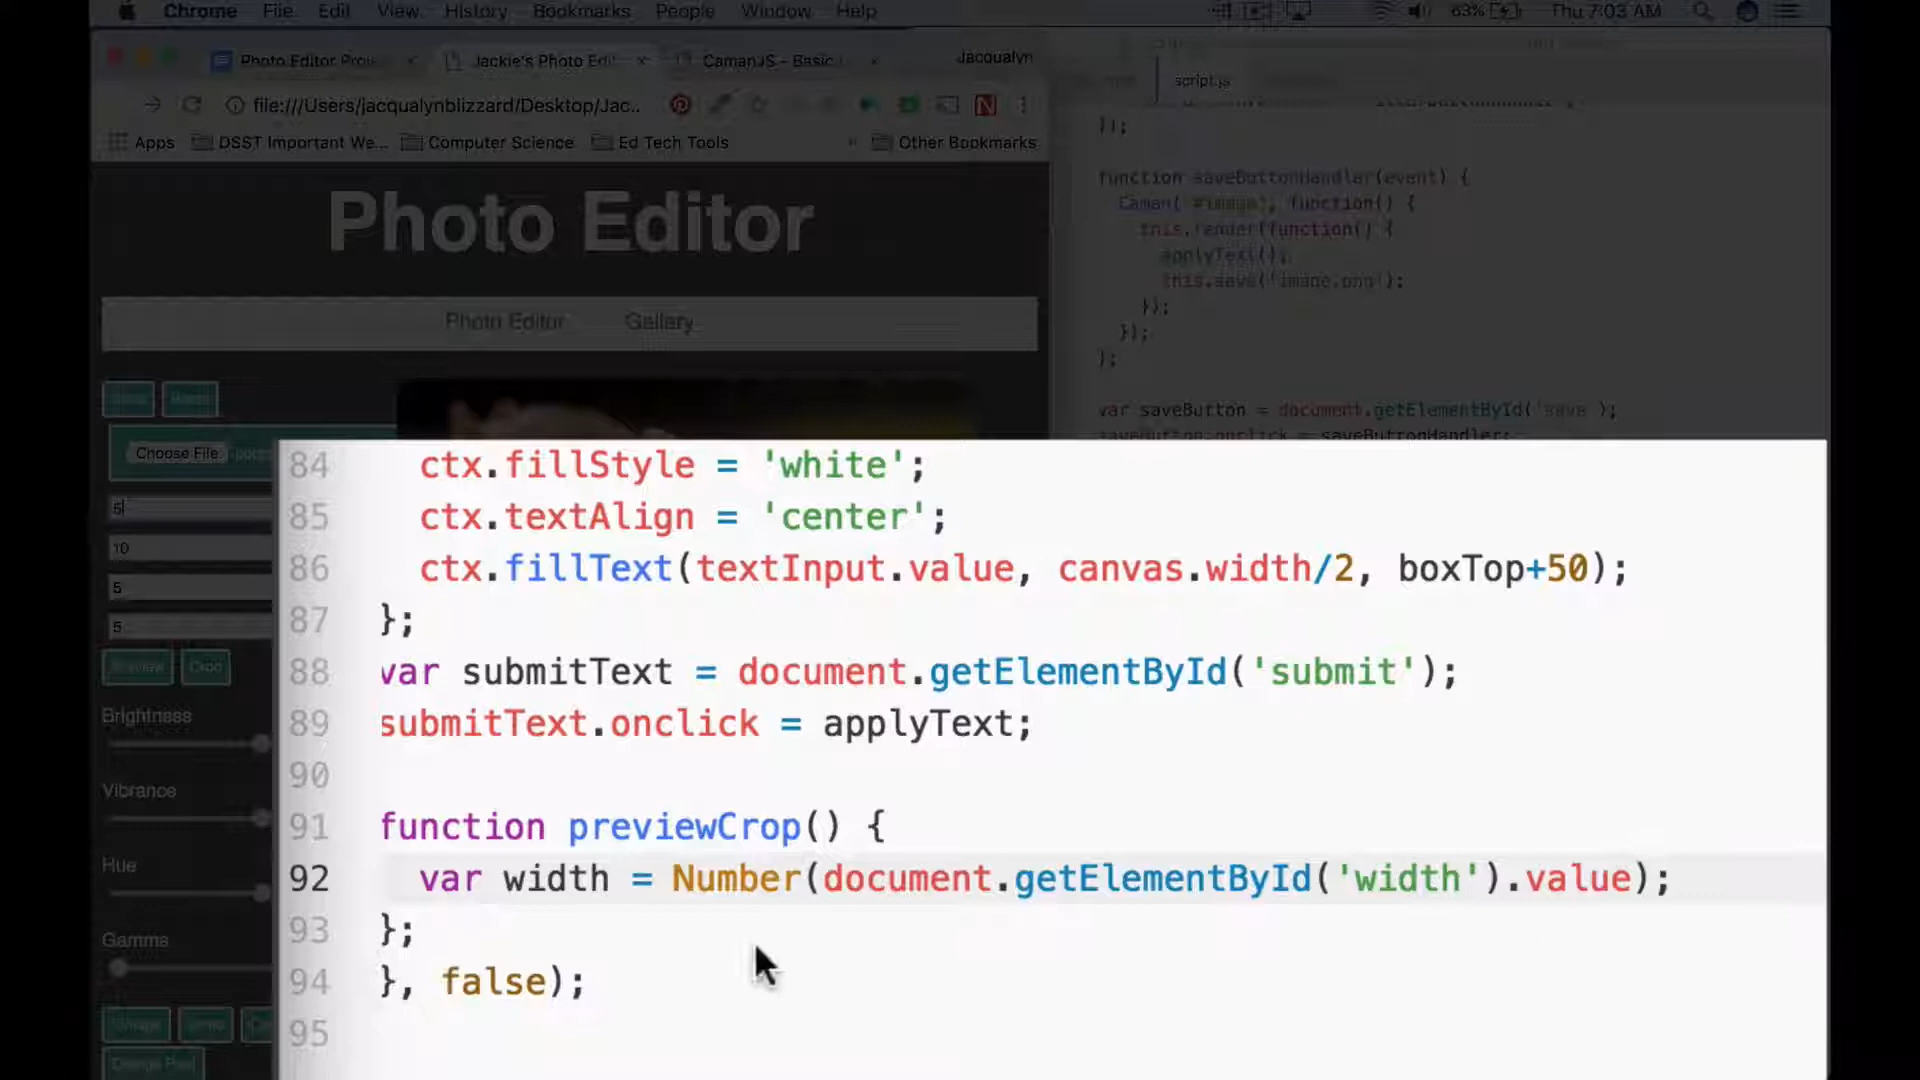 Chrome File Edit View History Bookmarks People Window Help 63% Thu 7:03 AM
Jackie's Photo Edit CamanJS - Basic Jacqualyn
Photo Editor
script.js
file:///Users/jacqualynblizzard/Desktop/Jac...
Apps DSST Important We... Computer Science Ed Tech Tools Other Bookmarks
});
Photo Editor
function saveButtonHandler(event) {
Caman('#image', function() {
this.render(function() {
applyText();
this.save('image.png');
});
});
};
Photo Editor Gallery
var saveButton = document.getElementById('save');
saveButton.onclick = saveButtonHandler;
Choose File
5
10
5
5
Preview Crop
Brightness
Vibrance
Hue
Gamma
84 ctx.fillStyle = 'white';
85 ctx.textAlign = 'center';
86 ctx.fillText(textInput.value, canvas.width/2, boxTop+50);
87 };
88 var submitText = document.getElementById('submit');
89 submitText.onclick = applyText;
90
91 function previewCrop() {
92 var width = Number(document.getElementById('width').value);
93 };
94 }, false);
95